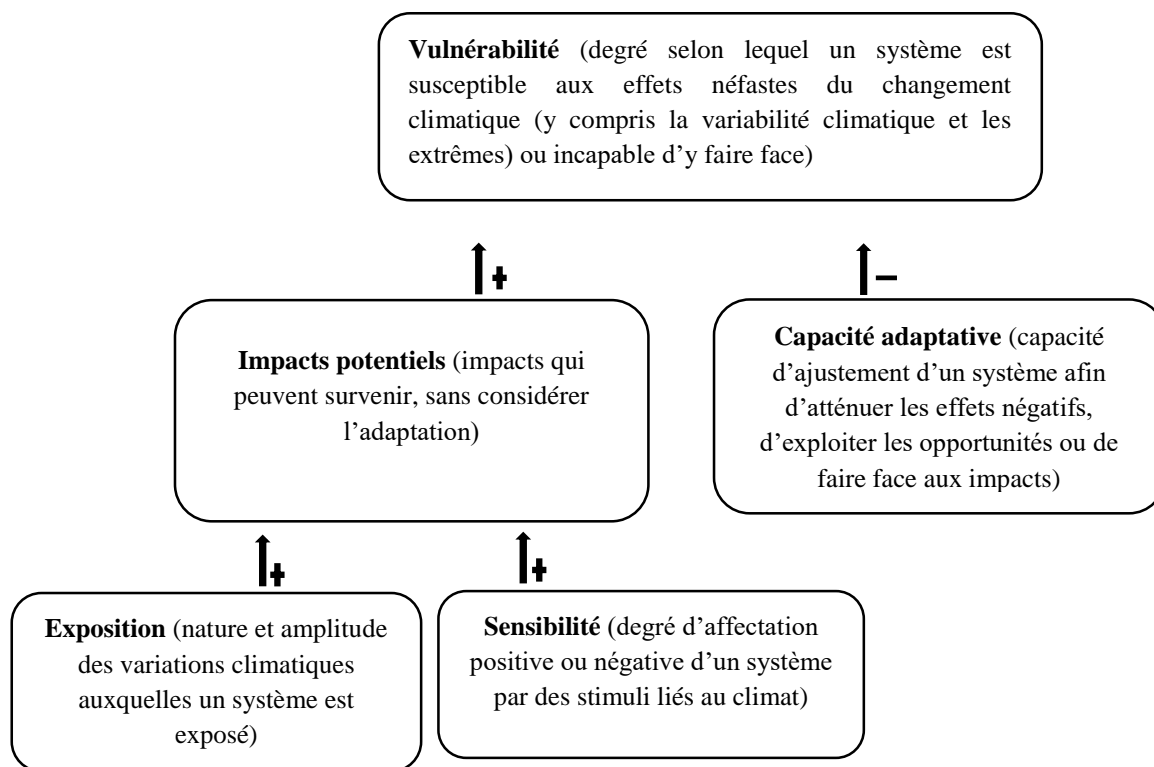 Vulnérabilité (degré selon lequel un système est
susceptible aux effets néfastes du changement
climatique (y compris la variabilité climatique et les
extrêmes) ou incapable d’y faire face)
+
–
Impacts potentiels (impacts qui
peuvent survenir, sans considérer
l’adaptation)
Capacité adaptative (capacité
d’ajustement d’un système afin
d’atténuer les effets négatifs,
d’exploiter les opportunités ou de
faire face aux impacts)
+
+
Exposition (nature et amplitude
des variations climatiques
auxquelles un système est
exposé)
Sensibilité (degré d’affectation
positive ou négative d’un système
par des stimuli liés au climat)